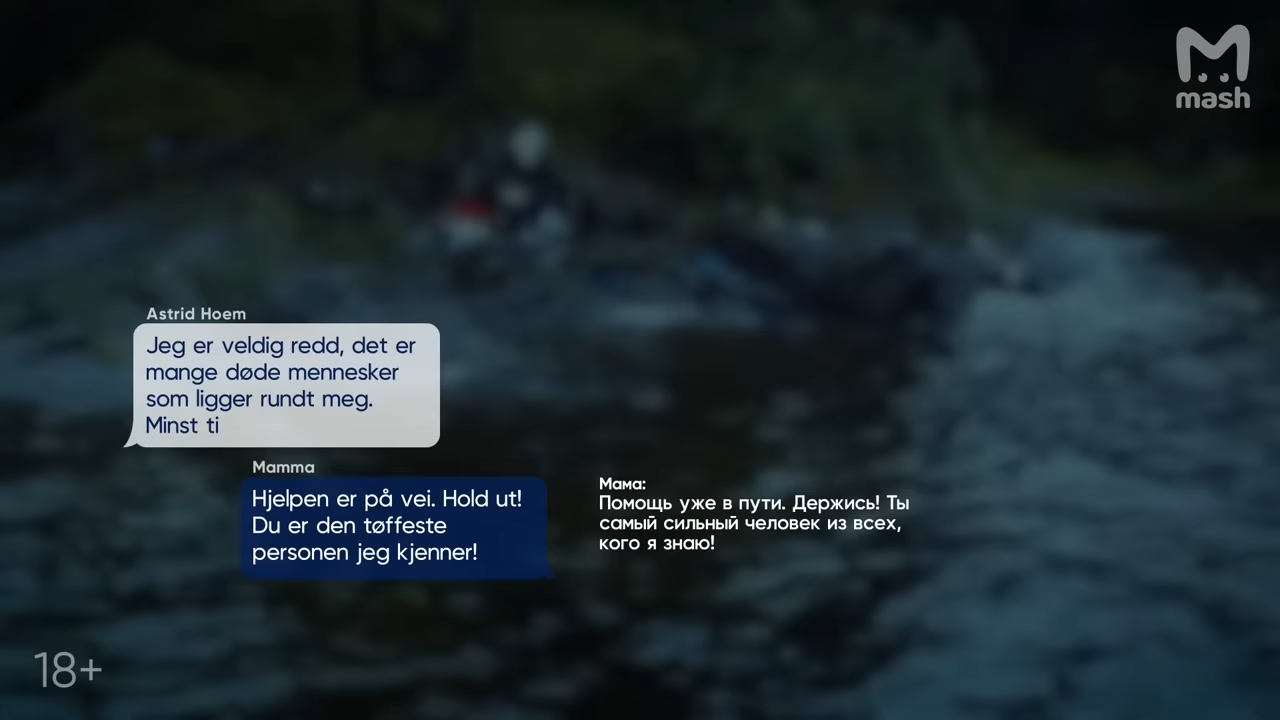 mash
Astrid Hoem
Jeg er veldig redd, det er
mange døde mennesker
som ligger rundt meg.
Minst ti
Mamma
Hjelpen er på vei. Hold ut!
Du er den tøffeste
personen jeg kjenner!
Мама:
Помощь уже в пути. Держись! Ты
самый сильный человек из всех,
кого я знаю!
18+